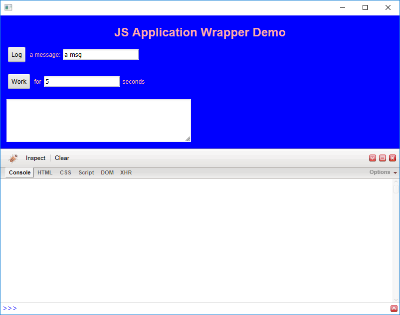 JS Application Wrapper Demo
Log a message: a msg
Work for 5 seconds
Inspect Clear
Console HTML CSS Script DOM XHR Options
>>>